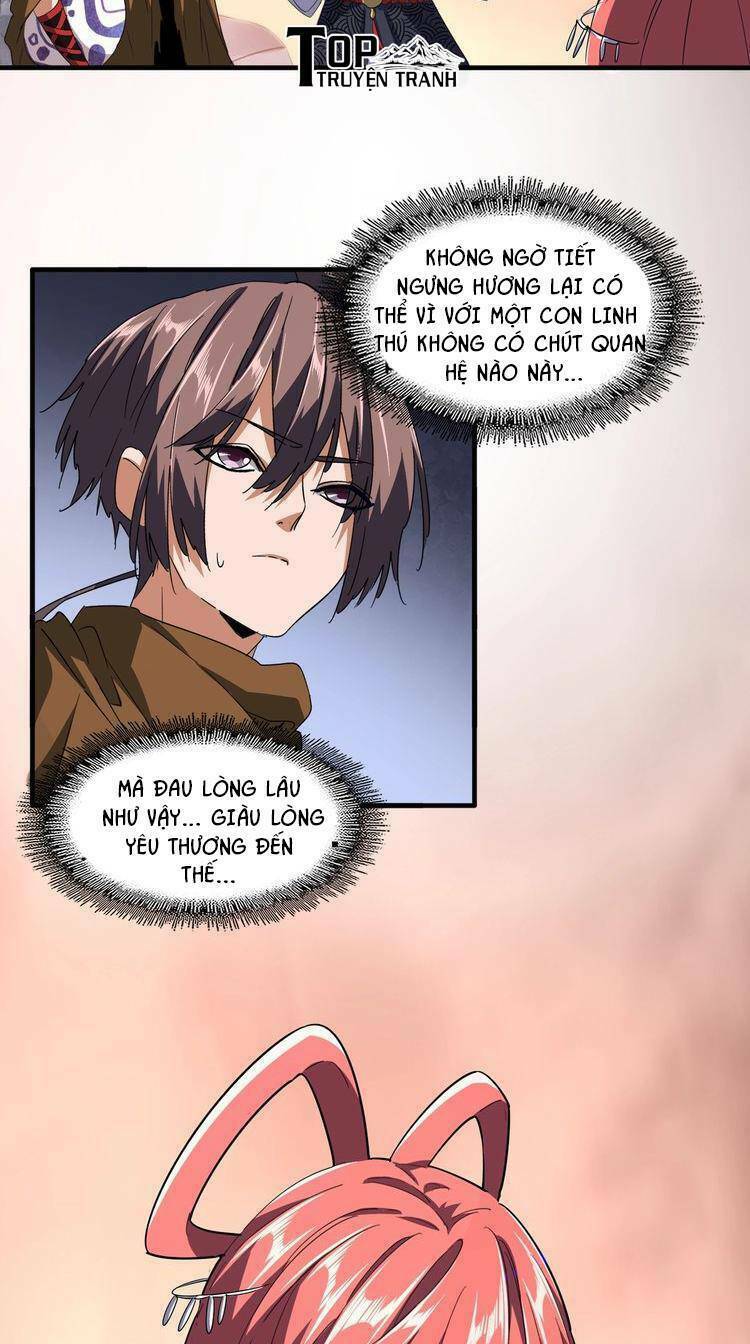 TOP
TRUYỆN TRANH
KHÔNG NGỜ TIẾT
NGƯNG HƯƠNG LẠI CÓ
THỂ VÌ VỚI MỘT CON LINH
THÚ KHÔNG CÓ CHÚT QUAN
HỆ NÀO NÀY...
MÀ ĐAU LÒNG LÂU
NHƯ VẬY... GIÀU LÒNG
YÊU THƯƠNG ĐẾN
THẾ...